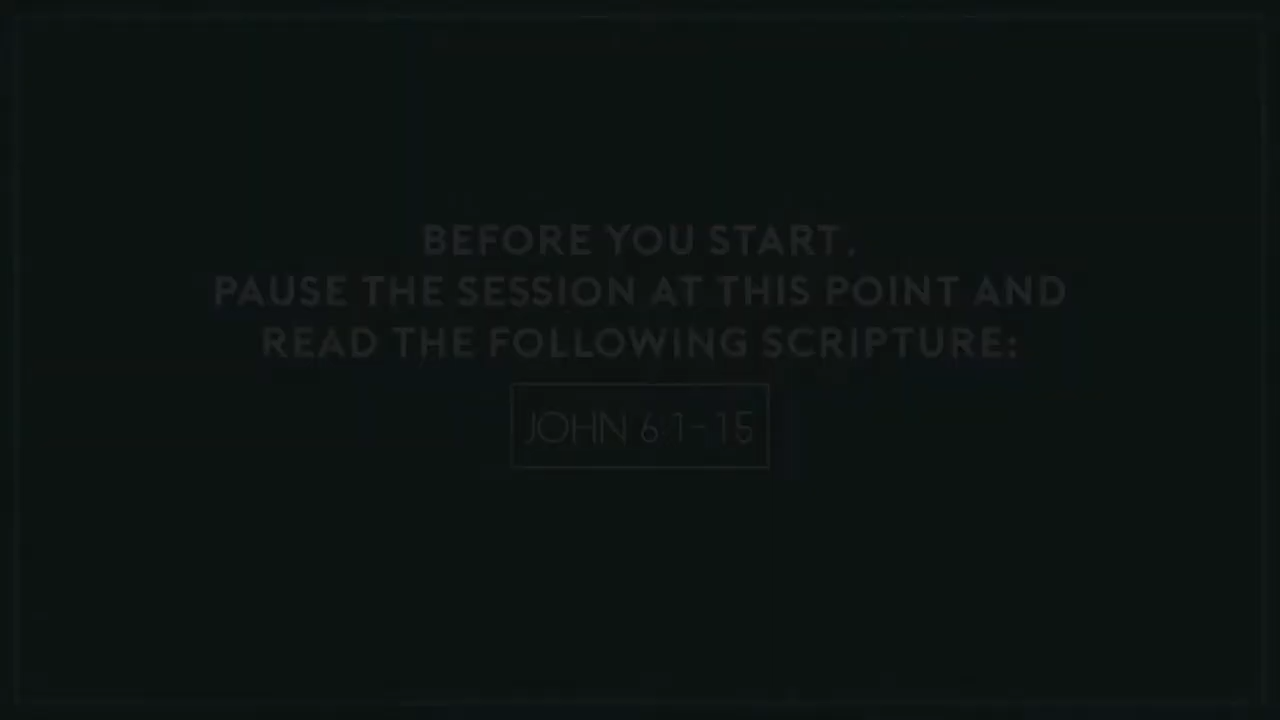 BEFORE YOU START.
PAUSE THE SESSION AT THIS POINT AND
READ THE FOLLOWING SCRIPTURE:
JOHN 6:1-15